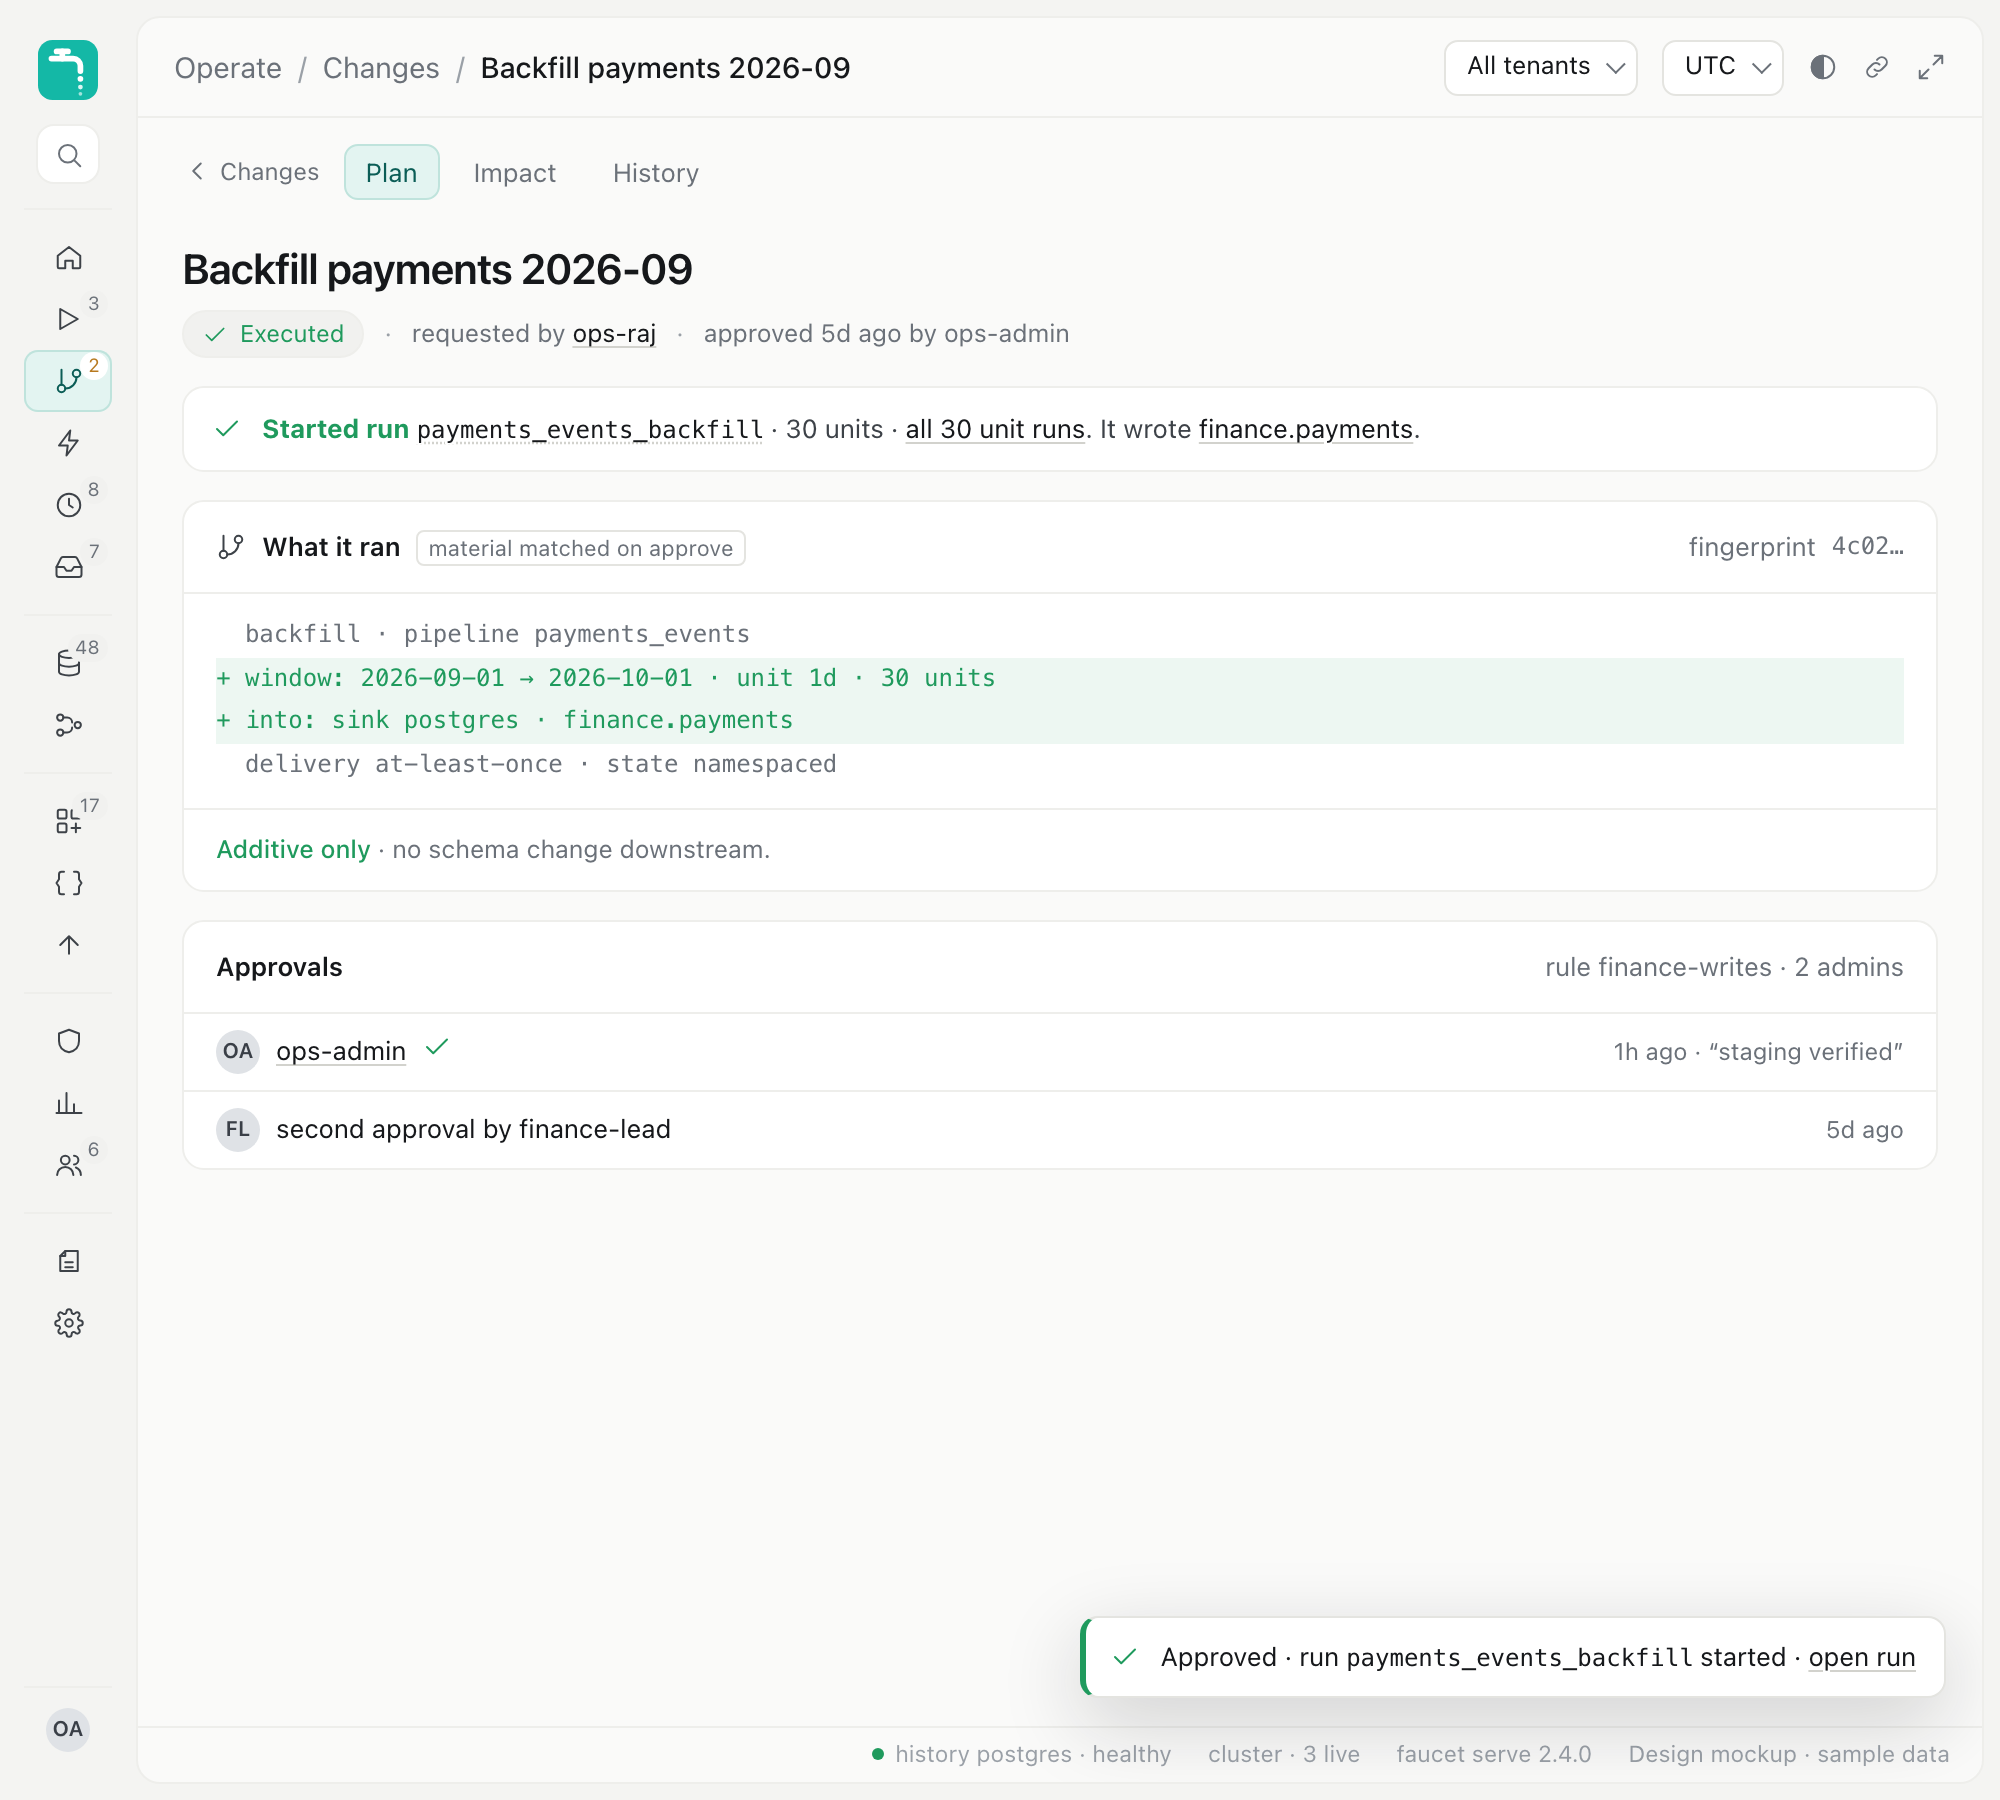 Operate / Changes / Backfill payments 2026-09
All tenants
UTC
Changes
Plan
Impact
History
3
2
8
7
48
17
6
OA
Backfill payments 2026-09
Executed · requested by ops-raj · approved 5d ago by ops-admin
Started run payments_events_backfill · 30 units · all 30 unit runs. It wrote finance.payments.
What it ran material matched on approve fingerprint 4c02…
backfill · pipeline payments_events
+ window: 2026-09-01 → 2026-10-01 · unit 1d · 30 units
+ into: sink postgres · finance.payments
delivery at-least-once · state namespaced
Additive only · no schema change downstream.
Approvals rule finance-writes · 2 admins
OA ops-admin 1h ago · “staging verified”
FL second approval by finance-lead 5d ago
Approved · run payments_events_backfill started · open run
history postgres · healthy cluster · 3 live faucet serve 2.4.0 Design mockup · sample data